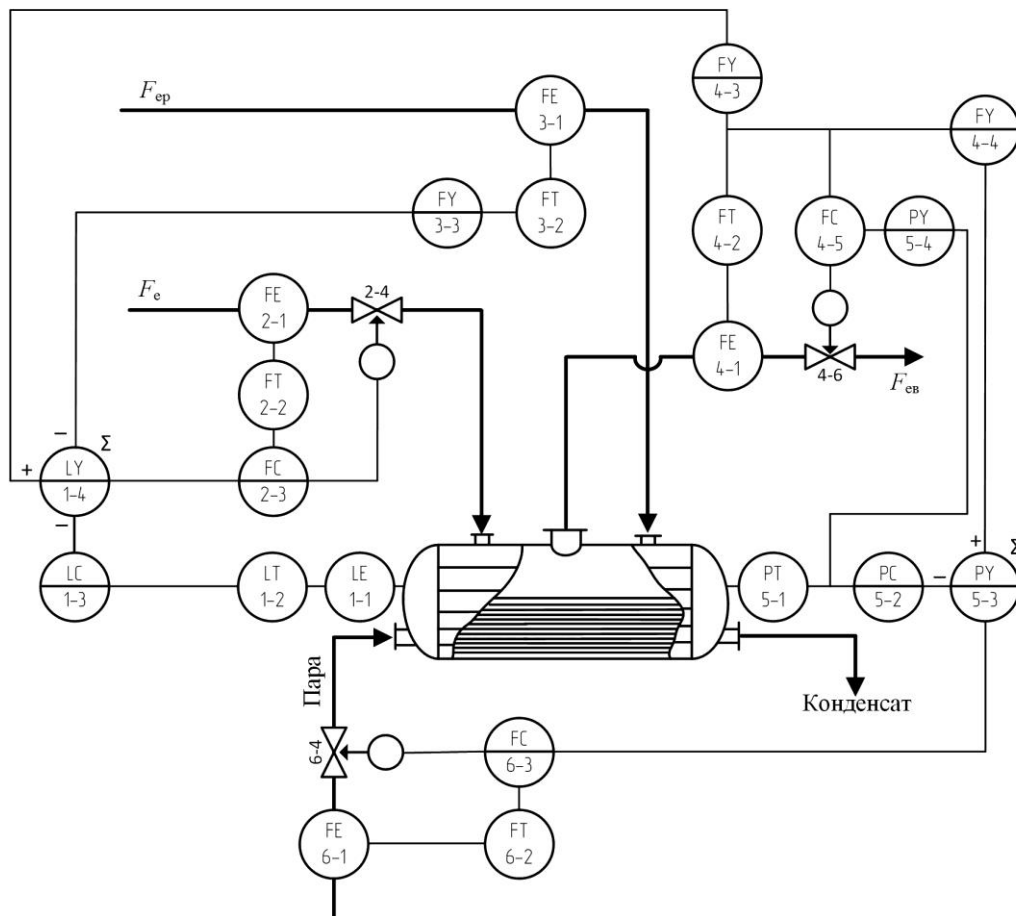 FY
4-3
F ер
FE
3-1
FY
4-4
FY
3-3
FT
3-2
FT
4-2
FC
4-5
PY
5-4
F е
FE
2-1
2-4
FE
4-1
4-6
F ев
FT
2-2
–
Σ
+
LY
1-4
FC
2-3
–
LC
1-3
LT
1-2
LE
1-1
PT
5-1
PC
5-2
–
+
Σ
PY
5-3
Пара
Конденсат
6-4
FC
6-3
FE
6-1
FT
6-2